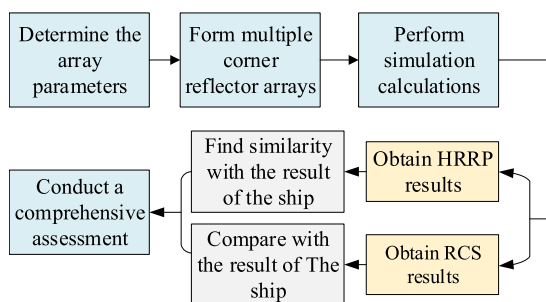 Determine the
array
parameters
Form multiple
corner
reflector arrays
Perform
simulation
calculations
Find similarity
with the result
of the ship
Obtain HRRP
results
Conduct a
comprehensive
assessment
Compare with
the result of The
ship
Obtain RCS
results